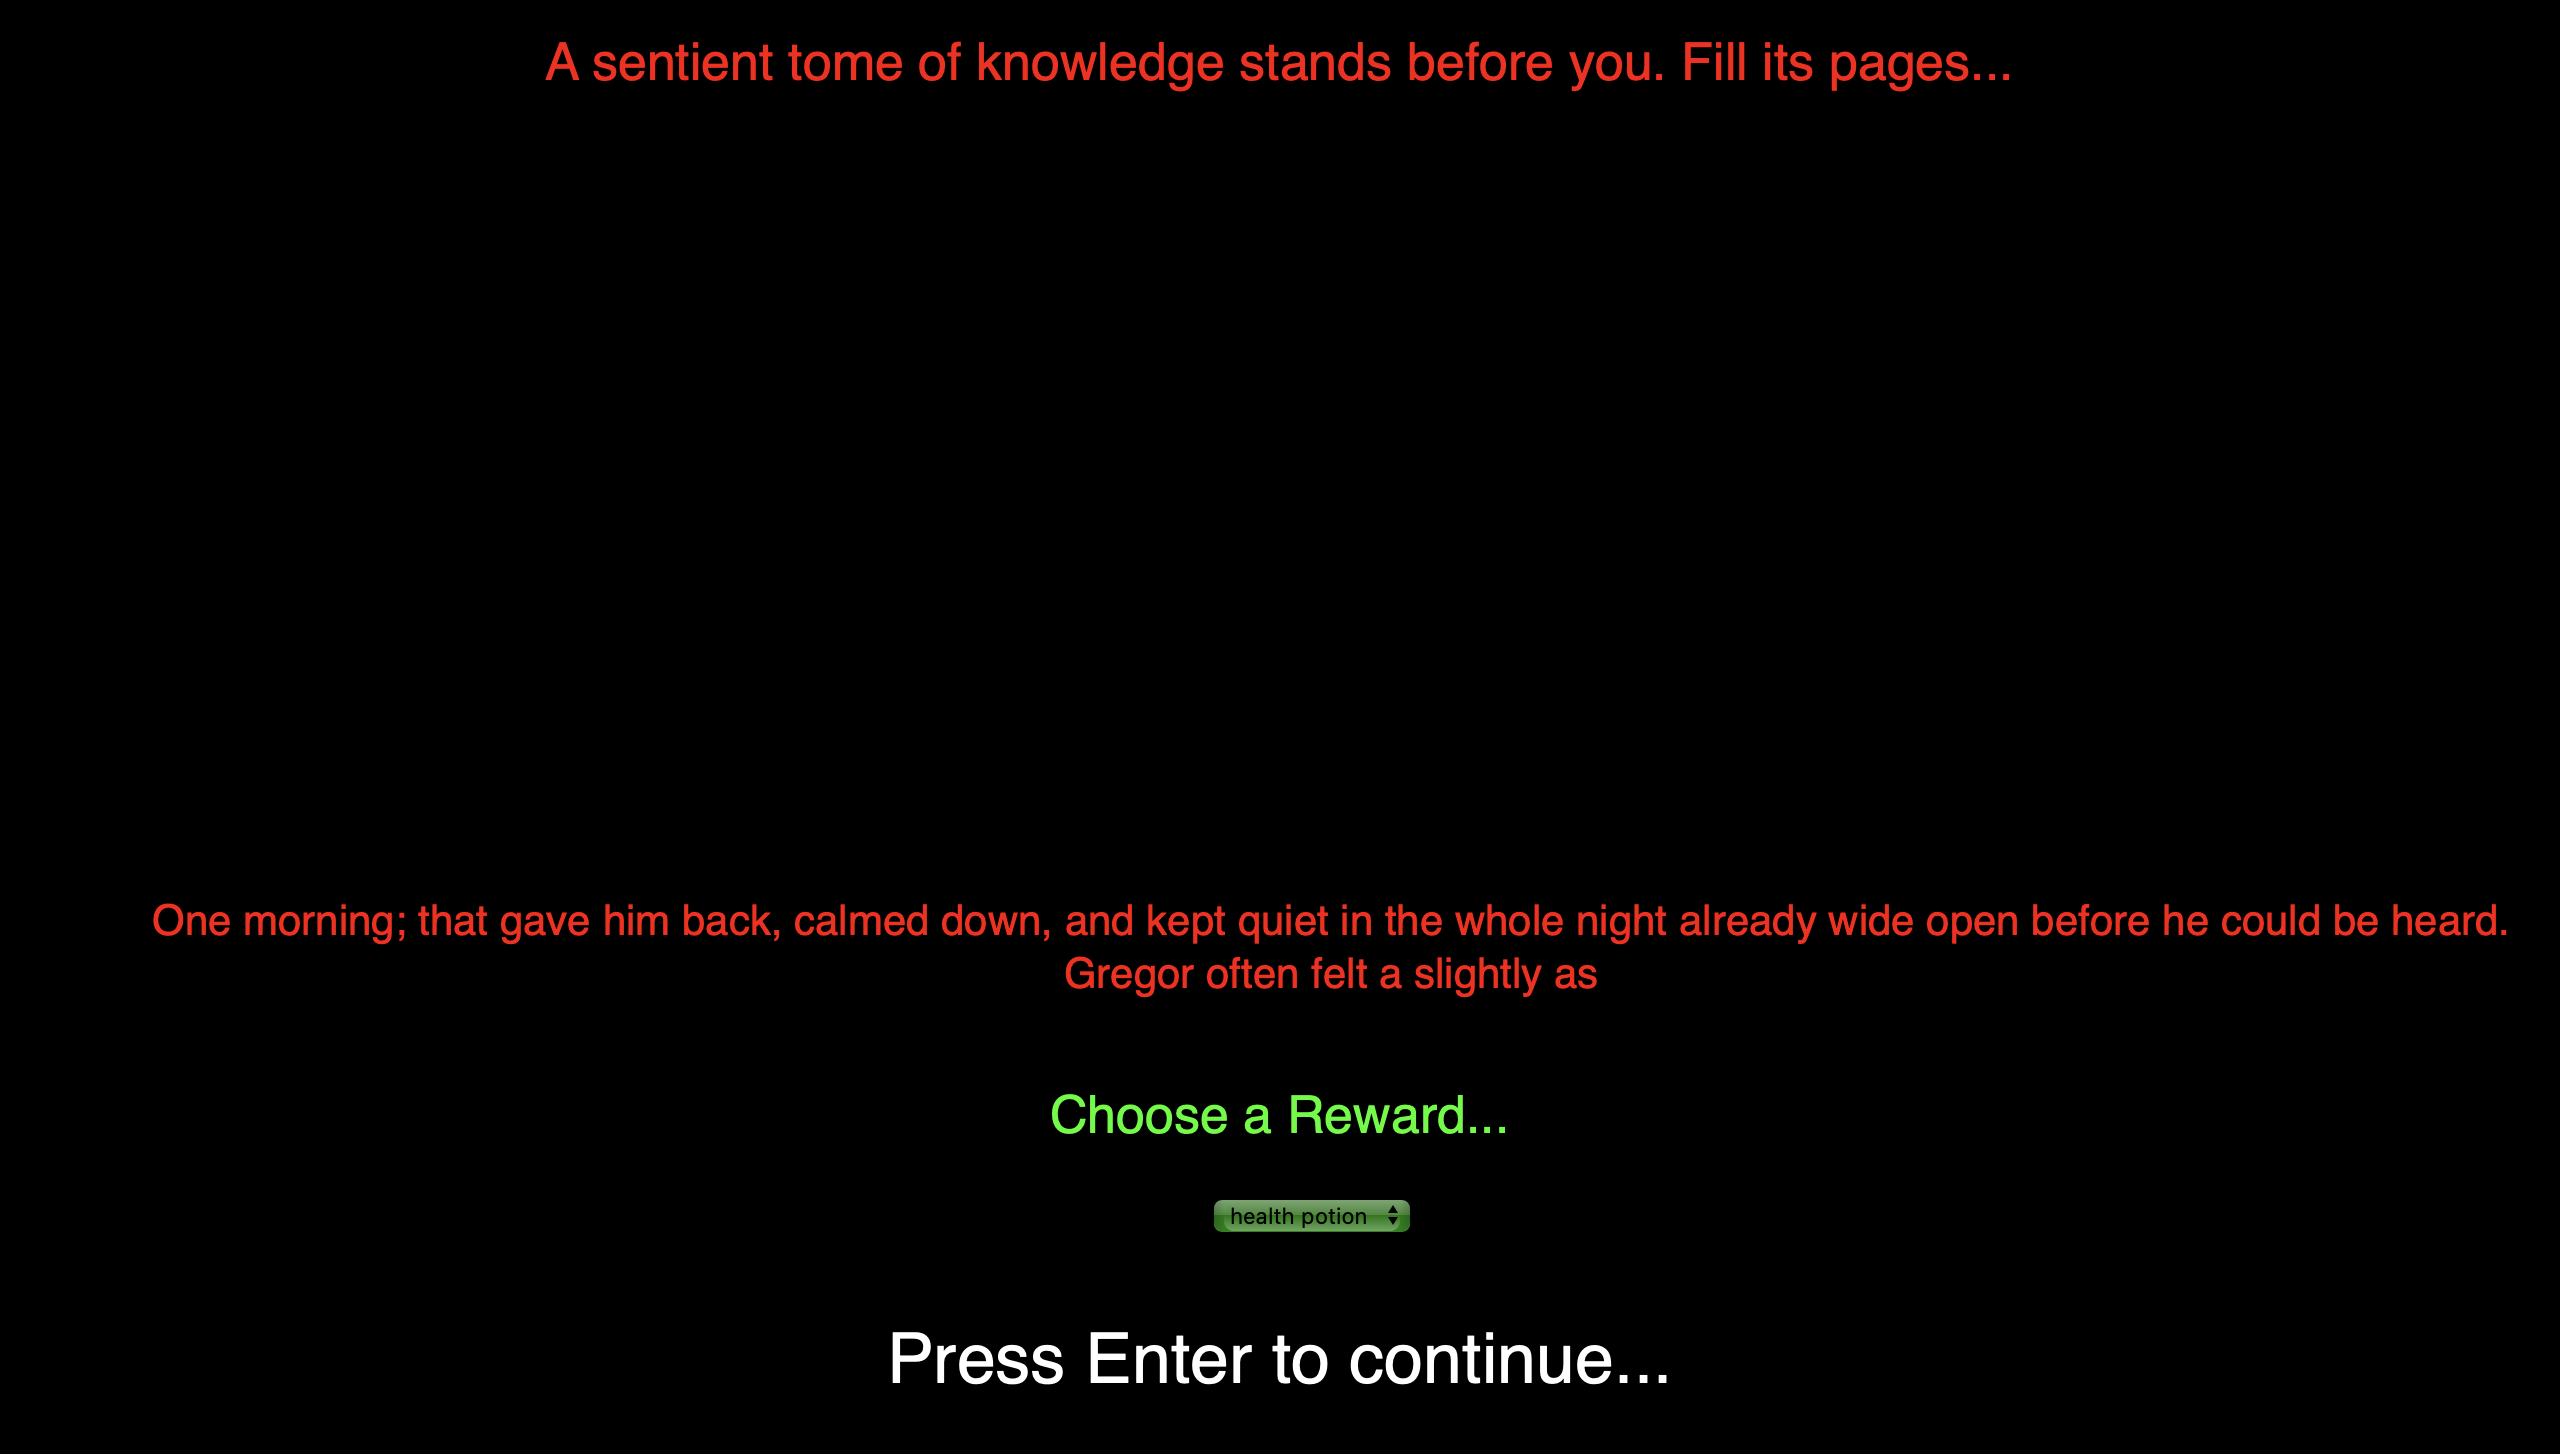 A sentient tome of knowledge stands before you. Fill its pages...
One morning; that gave him back, calmed down, and kept quiet in the whole night already wide open before he could be heard.
Gregor often felt a slightly as
Choose a Reward...
health potion
Press Enter to continue...